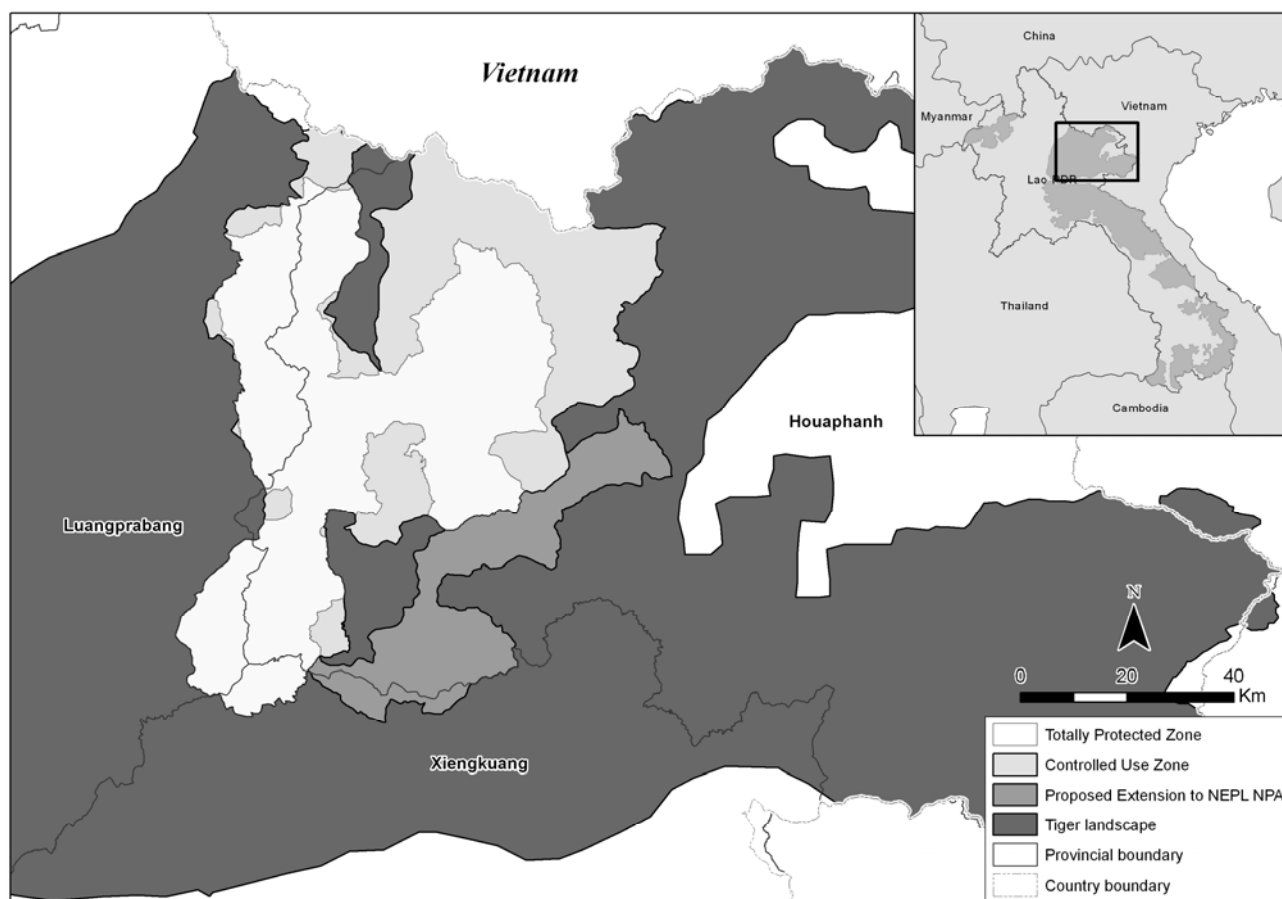 Vietnam
China
Vietnam
Myanmar
Lao PDR
Thailand
Cambodia
Houaphanh
Luangprabang
Xiengkuang
N
0 20 40
Km
Totally Protected Zone
Controlled Use Zone
Proposed Extension to NEPL NPA
Tiger landscape
Provincial boundary
Country boundary